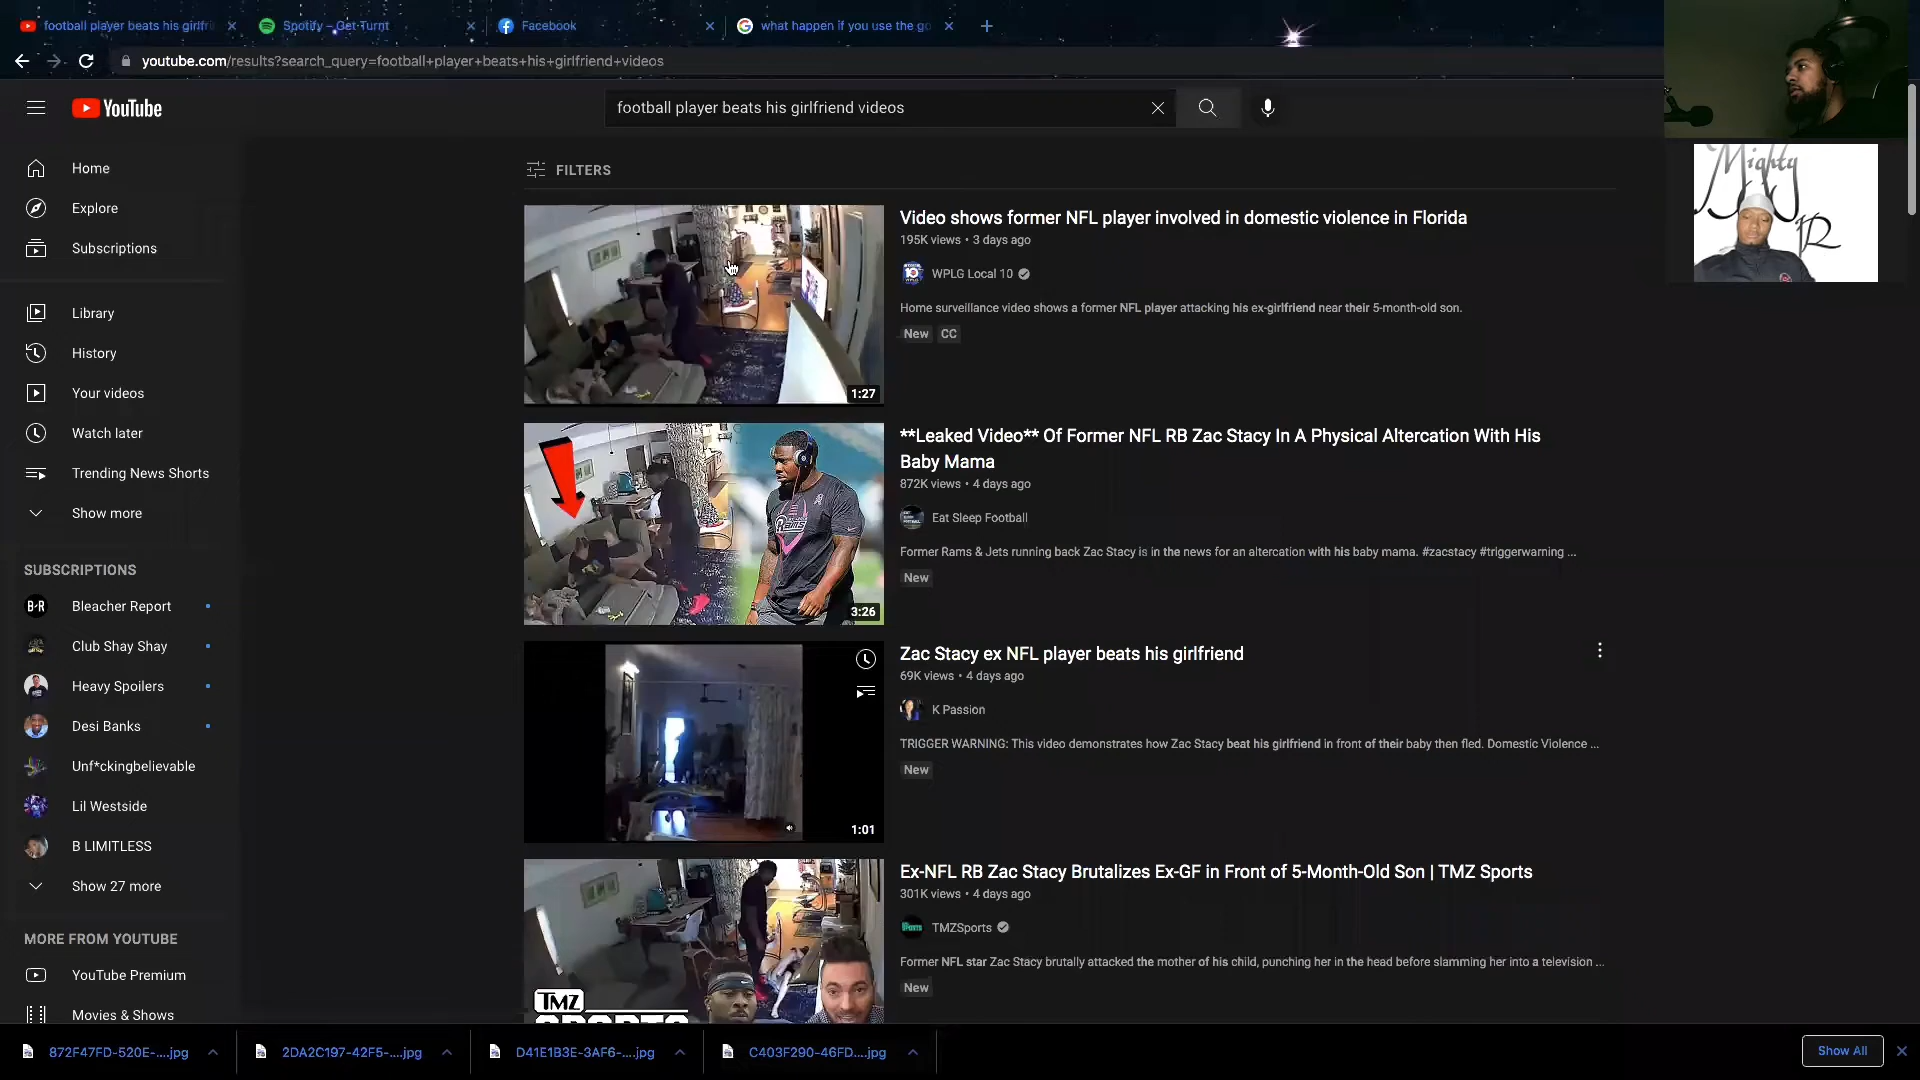 football player beats his girlfri
Spotify – Get Turnt
Facebook
what happen if you use the go
youtube.com/results?search_query=football+player+beats+his+girlfriend+videos
YouTube
football player beats his girlfriend videos
Home
Explore
Subscriptions
Library
History
Your videos
Watch later
Trending News Shorts
Show more
SUBSCRIPTIONS
B/R Bleacher Report
Club Shay Shay
Heavy Spoilers
Desi Banks
Unf*ckingbelievable
Lil Westside
B LIMITLESS
Show 27 more
MORE FROM YOUTUBE
YouTube Premium
Movies & Shows
FILTERS
1:27
Video shows former NFL player involved in domestic violence in Florida
195K views • 3 days ago
WPLG Local 10
Home surveillance video shows a former NFL player attacking his ex-girlfriend near their 5-month-old son.
New CC
3:26
**Leaked Video** Of Former NFL RB Zac Stacy In A Physical Altercation With His
Baby Mama
872K views • 4 days ago
Eat Sleep Football
Former Rams & Jets running back Zac Stacy is in the news for an altercation with his baby mama. #zacstacy #triggerwarning ...
New
1:01
Zac Stacy ex NFL player beats his girlfriend
69K views • 4 days ago
K Passion
TRIGGER WARNING: This video demonstrates how Zac Stacy beat his girlfriend in front of their baby then fled. Domestic Violence ...
New
TMZ
SPORTS
Ex-NFL RB Zac Stacy Brutalizes Ex-GF in Front of 5-Month-Old Son | TMZ Sports
301K views • 4 days ago
TMZSports
Former NFL star Zac Stacy brutally attacked the mother of his child, punching her in the head before slamming her into a television ...
New
Mighty
872F47FD-520E-....jpg
2DA2C197-42F5-....jpg
D41E1B3E-3AF6-....jpg
C403F290-46FD....jpg
Show All